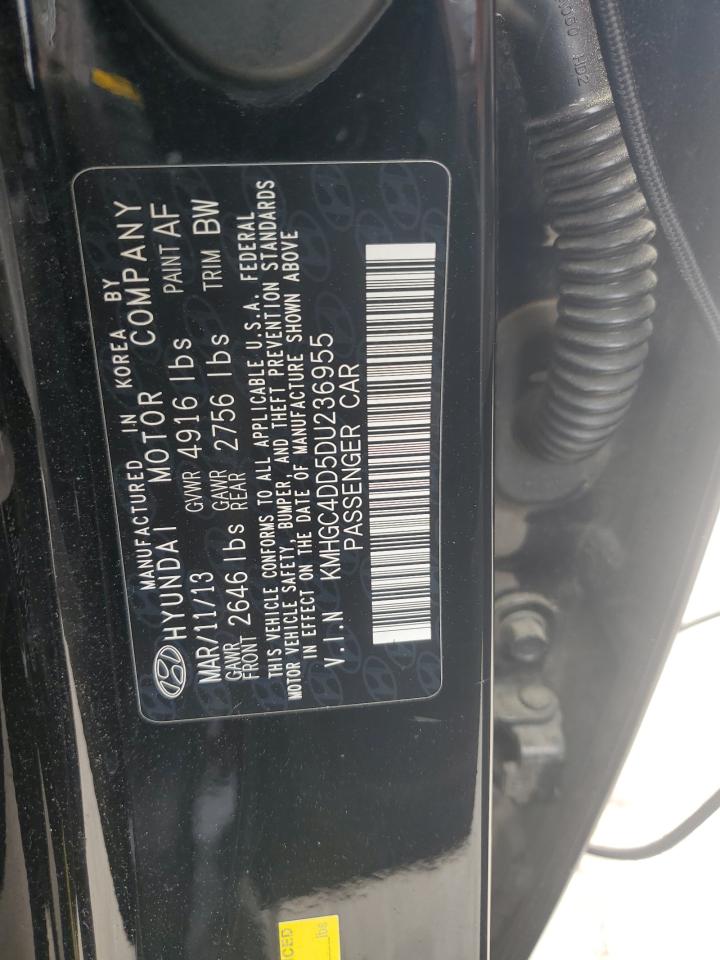 MANUFACTURED IN KOREA BY
HYUNDAI MOTOR COMPANY
MAR/11/13 GVWR 4916 lbs PAINT AF
GAWR FRONT 2646 lbs GAWR REAR 2756 lbs TRIM BW
THIS VEHICLE CONFORMS TO ALL APPLICABLE U.S.A. FEDERAL
MOTOR VEHICLE SAFETY, BUMPER, AND THEFT PREVENTION STANDARDS
IN EFFECT ON THE DATE OF MANUFACTURE SHOWN ABOVE
V.I.N KMHGC4DD5DU236955
PASSENGER CAR
lbs